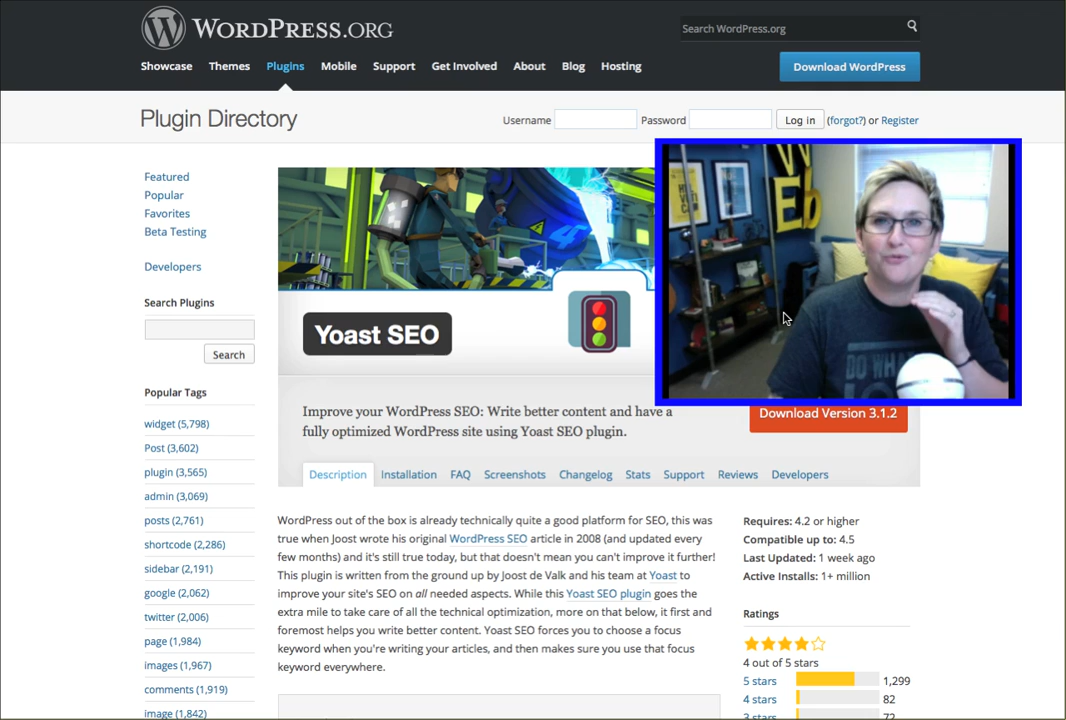 WORDPRESS.ORG
Search WordPress.org
Showcase Themes Plugins Mobile Support Get Involved About Blog Hosting
Download WordPress
Plugin Directory
Username Password Log in (forgot?) or Register
Featured
Popular
Favorites
Beta Testing
Developers
Search Plugins
Search
Popular Tags
widget (5,798)
Post (3,602)
plugin (3,565)
admin (3,069)
posts (2,761)
shortcode (2,286)
sidebar (2,191)
google (2,062)
twitter (2,006)
page (1,984)
images (1,967)
comments (1,919)
image (1,842)
Yoast SEO
W
Eb
DO WHAT
Improve your WordPress SEO: Write better content and have a
fully optimized WordPress site using Yoast SEO plugin.
Download Version 3.1.2
Description Installation FAQ Screenshots Changelog Stats Support Reviews Developers
WordPress out of the box is already technically quite a good platform for SEO, this was
true when Joost wrote his original WordPress SEO article in 2008 (and updated every
few months) and it's still true today, but that doesn't mean you can't improve it further!
This plugin is written from the ground up by Joost de Valk and his team at Yoast to
improve your site's SEO on all needed aspects. While this Yoast SEO plugin goes the
extra mile to take care of all the technical optimization, more on that below, it first and
foremost helps you write better content. Yoast SEO forces you to choose a focus
keyword when you're writing your articles, and then makes sure you use that focus
keyword everywhere.
Requires: 4.2 or higher
Compatible up to: 4.5
Last Updated: 1 week ago
Active Installs: 1+ million
Ratings
4 out of 5 stars
5 stars 1,299
4 stars 82
3 stars 72